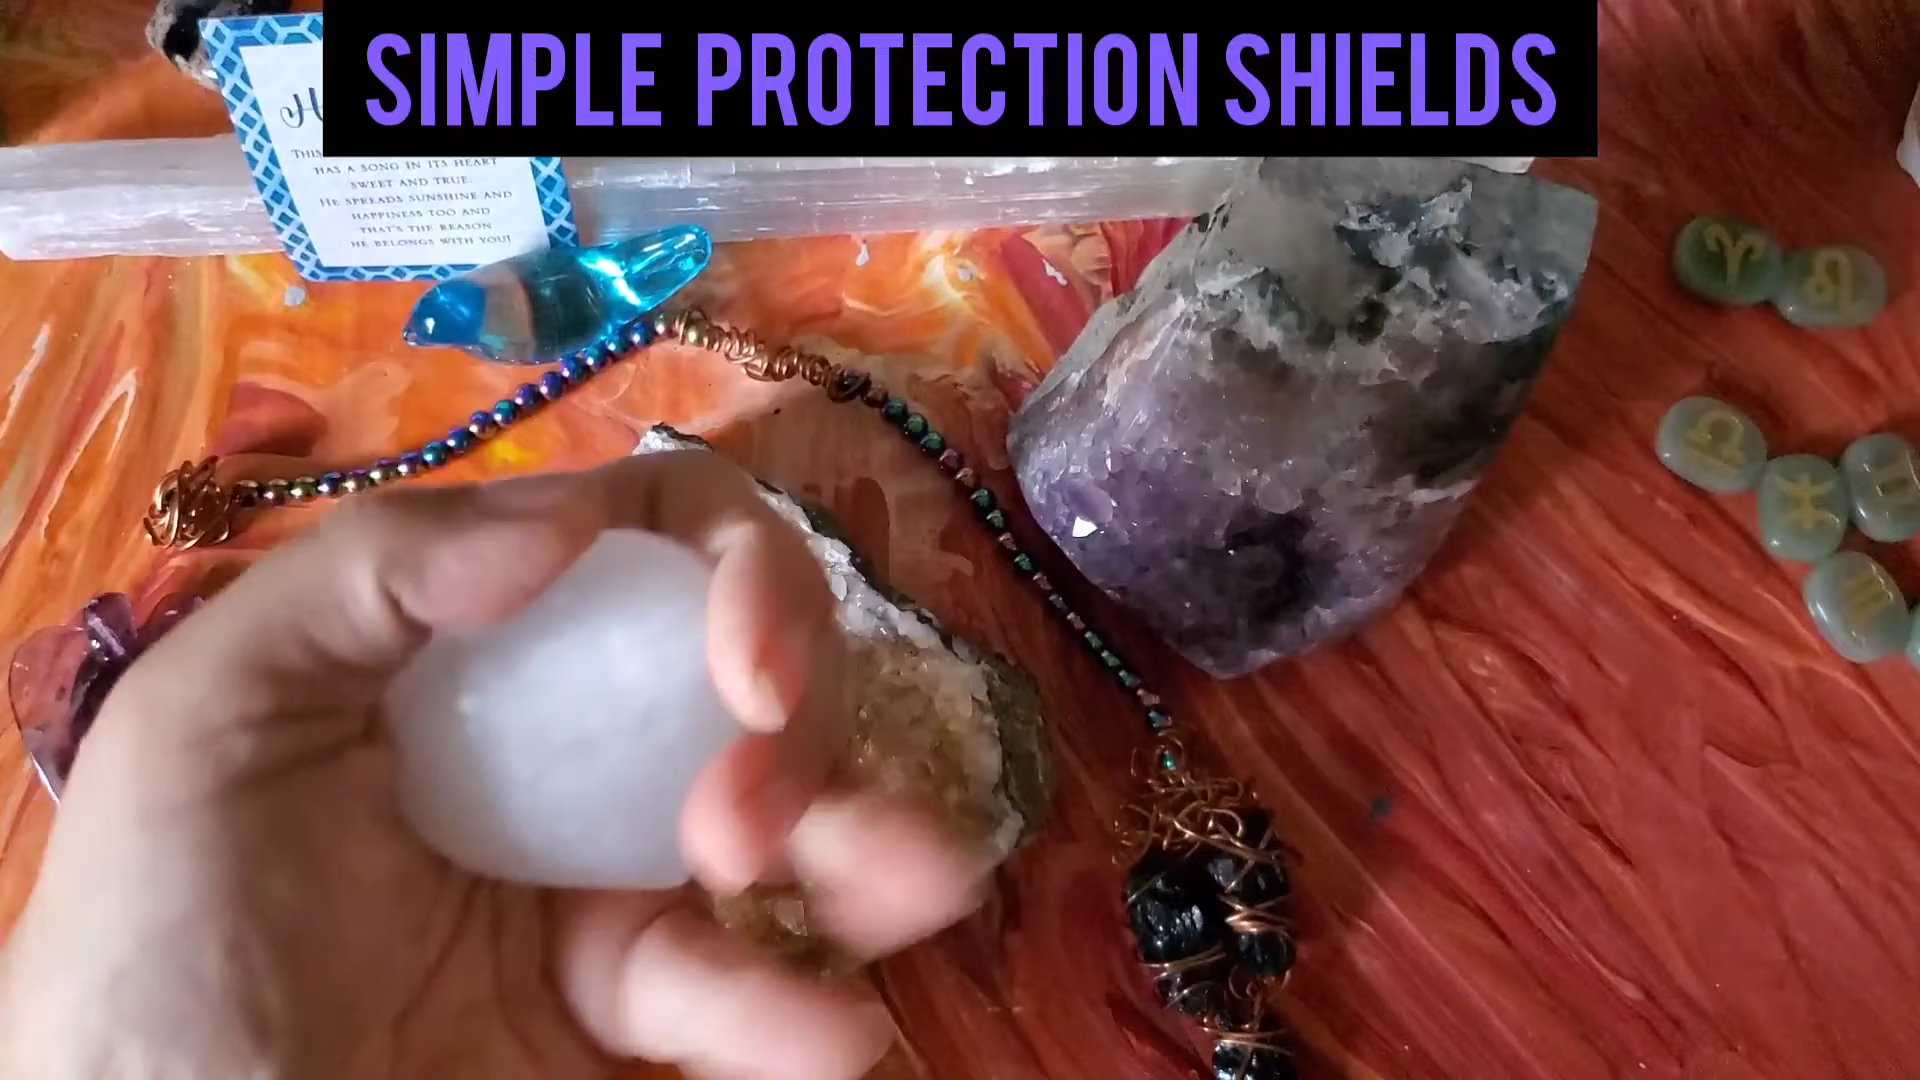 SIMPLE PROTECTION SHIELDS
HAS A SONG IN ITS HEART
SWEET AND TRUE.
HE SPREADS SUNSHINE AND
HAPPINESS TOO AND
THAT'S THE REASON
HE BELONGS WITH YOU!